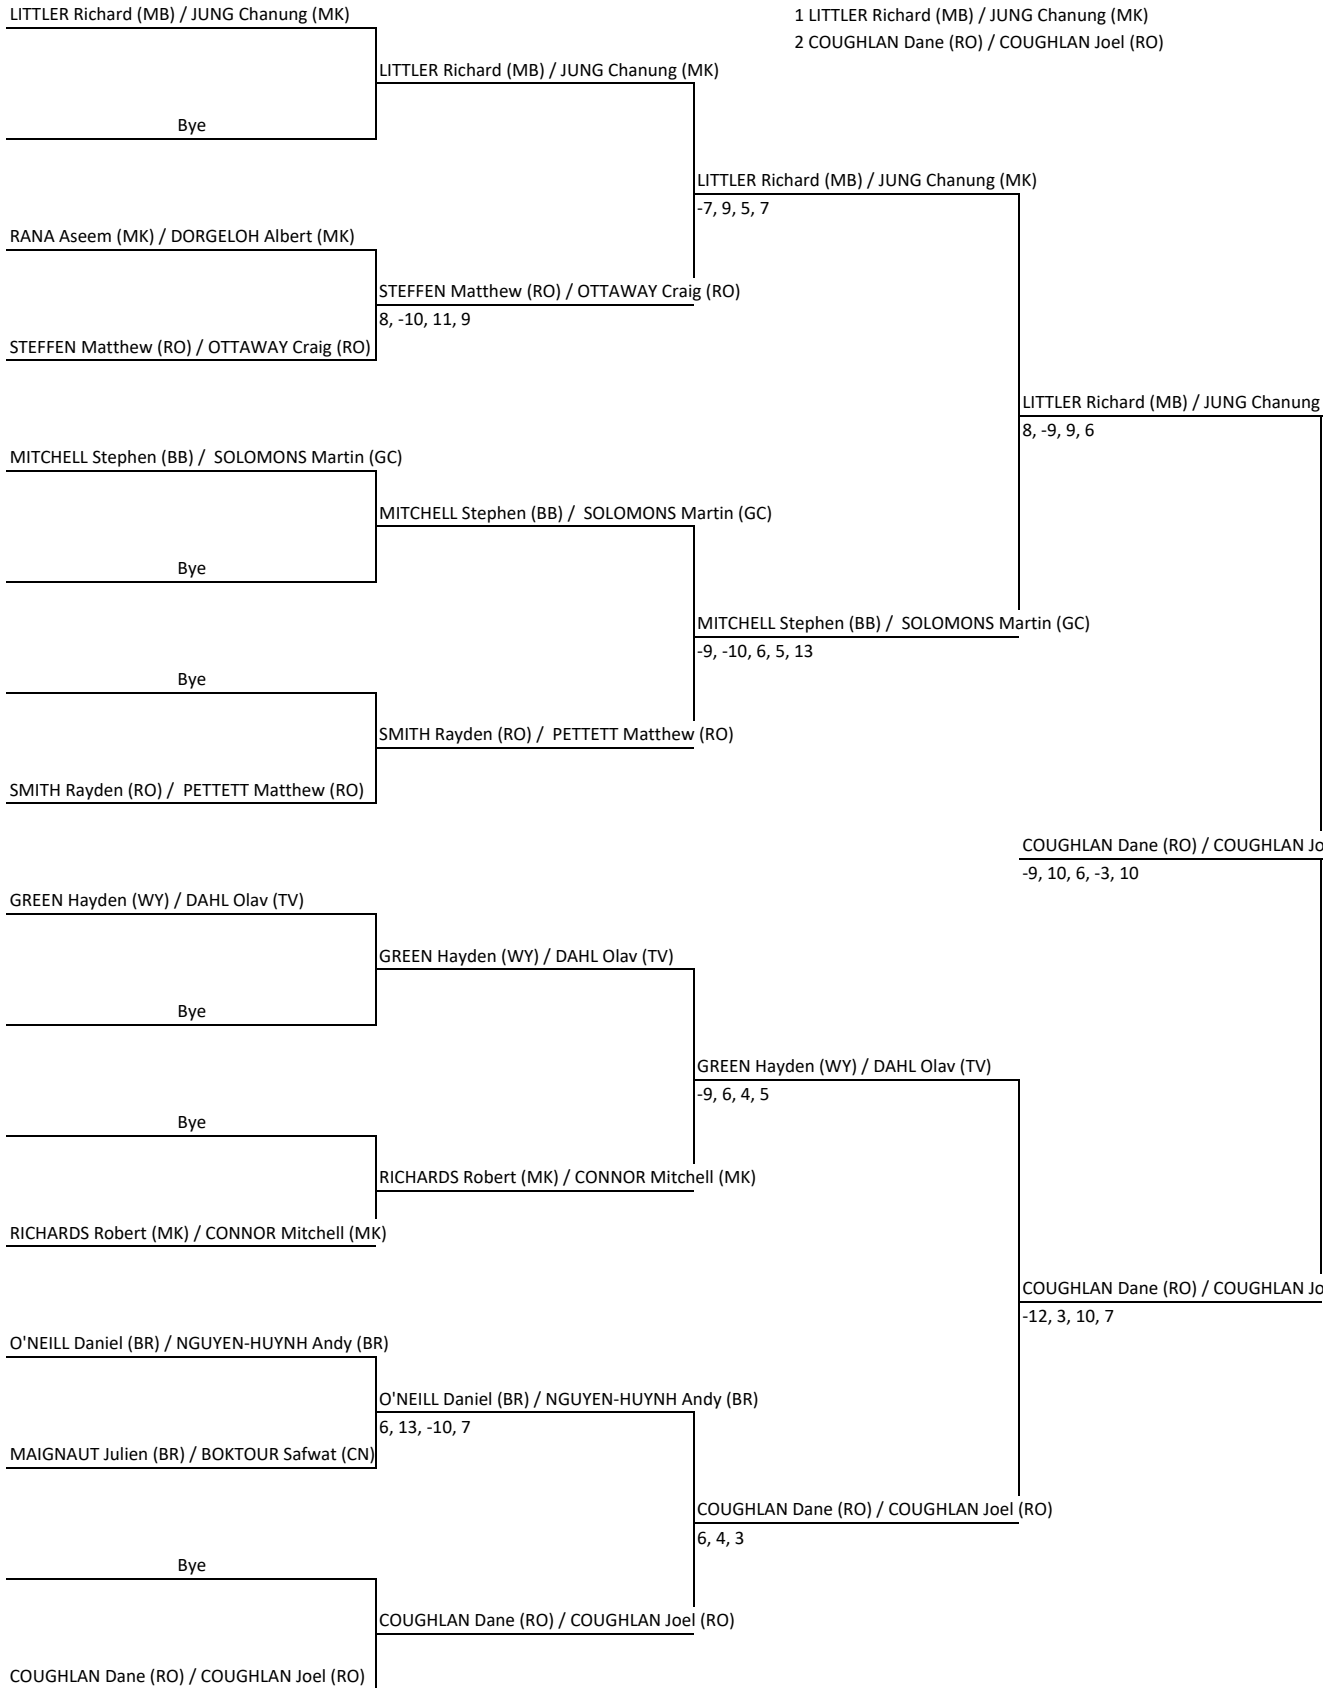 LITTLER Richard (MB) / JUNG Chanung (MK)
1 LITTLER Richard (MB) / JUNG Chanung (MK)
2 COUGHLAN Dane (RO) / COUGHLAN Joel (RO)
LITTLER Richard (MB) / JUNG Chanung (MK)
Bye
LITTLER Richard (MB) / JUNG Chanung (MK)
-7, 9, 5, 7
RANA Aseem (MK) / DORGELOH Albert (MK)
STEFFEN Matthew (RO) / OTTAWAY Craig (RO)
8, -10, 11, 9
STEFFEN Matthew (RO) / OTTAWAY Craig (RO)
LITTLER Richard (MB) / JUNG Chanung
8, -9, 9, 6
MITCHELL Stephen (BB) /  SOLOMONS Martin (GC)
MITCHELL Stephen (BB) /  SOLOMONS Martin (GC)
Bye
MITCHELL Stephen (BB) /  SOLOMONS Martin (GC)
-9, -10, 6, 5, 13
Bye
SMITH Rayden (RO) /  PETTETT Matthew (RO)
SMITH Rayden (RO) /  PETTETT Matthew (RO)
COUGHLAN Dane (RO) / COUGHLAN Jo
-9, 10, 6, -3, 10
GREEN Hayden (WY) / DAHL Olav (TV)
GREEN Hayden (WY) / DAHL Olav (TV)
Bye
GREEN Hayden (WY) / DAHL Olav (TV)
-9, 6, 4, 5
Bye
RICHARDS Robert (MK) / CONNOR Mitchell (MK)
RICHARDS Robert (MK) / CONNOR Mitchell (MK)
COUGHLAN Dane (RO) / COUGHLAN Jo
-12, 3, 10, 7
O'NEILL Daniel (BR) / NGUYEN-HUYNH Andy (BR)
O'NEILL Daniel (BR) / NGUYEN-HUYNH Andy (BR)
6, 13, -10, 7
MAIGNAUT Julien (BR) / BOKTOUR Safwat (CN)
COUGHLAN Dane (RO) / COUGHLAN Joel (RO)
6, 4, 3
Bye
COUGHLAN Dane (RO) / COUGHLAN Joel (RO)
COUGHLAN Dane (RO) / COUGHLAN Joel (RO)